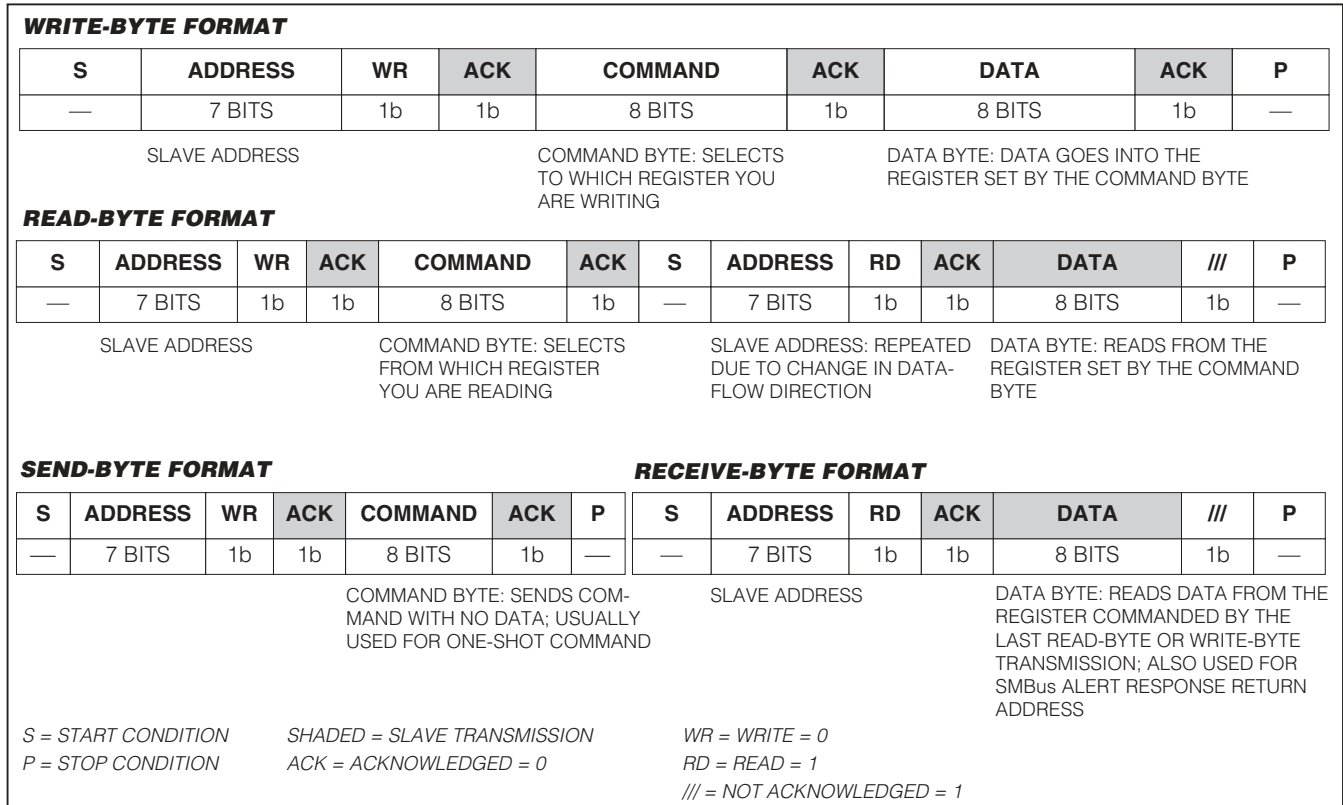 WRITE-BYTE FORMAT
S ADDRESS WR ACK COMMAND ACK DATA ACK P
— 7 BITS 1b 1b 8 BITS 1b 8 BITS 1b —
SLAVE ADDRESS
COMMAND BYTE: SELECTS
TO WHICH REGISTER YOU
ARE WRITING
DATA BYTE: DATA GOES INTO THE
REGISTER SET BY THE COMMAND BYTE
READ-BYTE FORMAT
S ADDRESS WR ACK COMMAND ACK S ADDRESS RD ACK DATA /// P
— 7 BITS 1b 1b 8 BITS 1b — 7 BITS 1b 1b 8 BITS 1b —
SLAVE ADDRESS
COMMAND BYTE: SELECTS
FROM WHICH REGISTER
YOU ARE READING
SLAVE ADDRESS: REPEATED
DUE TO CHANGE IN DATA-
FLOW DIRECTION
DATA BYTE: READS FROM THE
REGISTER SET BY THE COMMAND
BYTE
SEND-BYTE FORMAT
S ADDRESS WR ACK COMMAND ACK P
— 7 BITS 1b 1b 8 BITS 1b —
COMMAND BYTE: SENDS COM-
MAND WITH NO DATA; USUALLY
USED FOR ONE-SHOT COMMAND
RECEIVE-BYTE FORMAT
S ADDRESS RD ACK DATA /// P
— 7 BITS 1b 1b 8 BITS 1b —
SLAVE ADDRESS
DATA BYTE: READS DATA FROM THE
REGISTER COMMANDED BY THE
LAST READ-BYTE OR WRITE-BYTE
TRANSMISSION; ALSO USED FOR
SMBus ALERT RESPONSE RETURN
ADDRESS
S = START CONDITION SHADED = SLAVE TRANSMISSION WR = WRITE = 0
P = STOP CONDITION ACK = ACKNOWLEDGED = 0 RD = READ = 1
/// = NOT ACKNOWLEDGED = 1